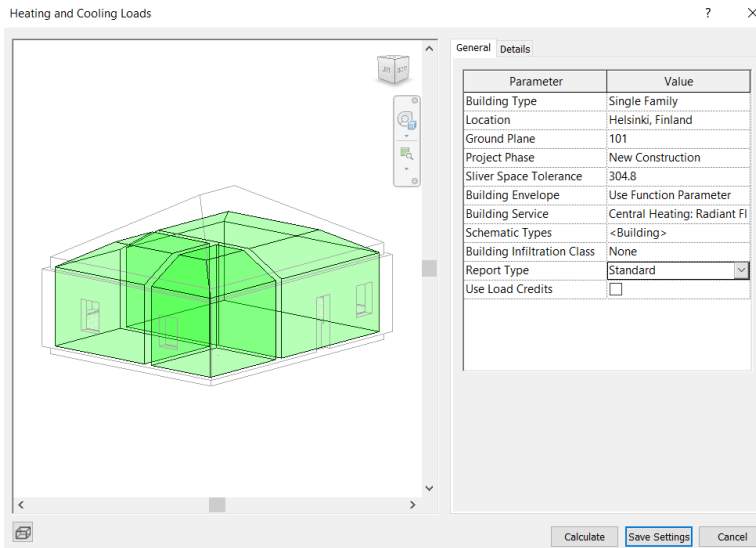 Heating and Cooling Loads
General Details
Parameter Value
Building Type Single Family
Location Helsinki, Finland
Ground Plane 101
Project Phase New Construction
Sliver Space Tolerance 304.8
Building Envelope Use Function Parameter
Building Service Central Heating: Radiant Fl
Schematic Types <Building>
Building Infiltration Class None
Report Type Standard
Use Load Credits
Calculate Save Settings Cancel